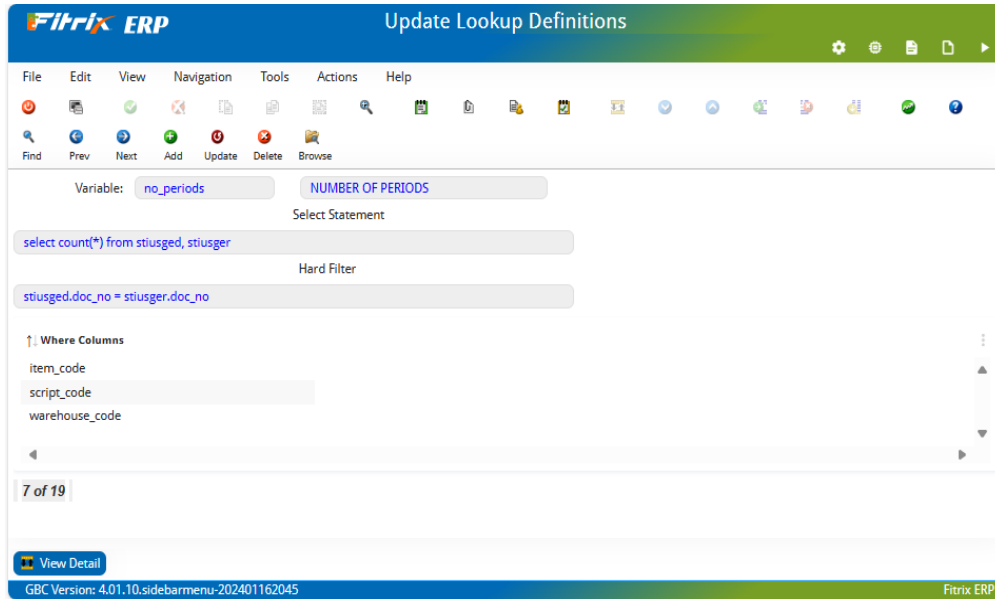 Fitrix ERP
Update Lookup Definitions
File Edit View Navigation Tools Actions Help
Find Prev Next Add Update Delete Browse
Variable: no_periods NUMBER OF PERIODS
Select Statement
select count(*) from stiusged, stiusger
Hard Filter
stiusged.doc_no = stiusger.doc_no
Where Columns
item_code
script_code
warehouse_code
7 of 19
View Detail
GBC Version: 4.01.10.sidebarmenu-202401162045 Fitrix ERP